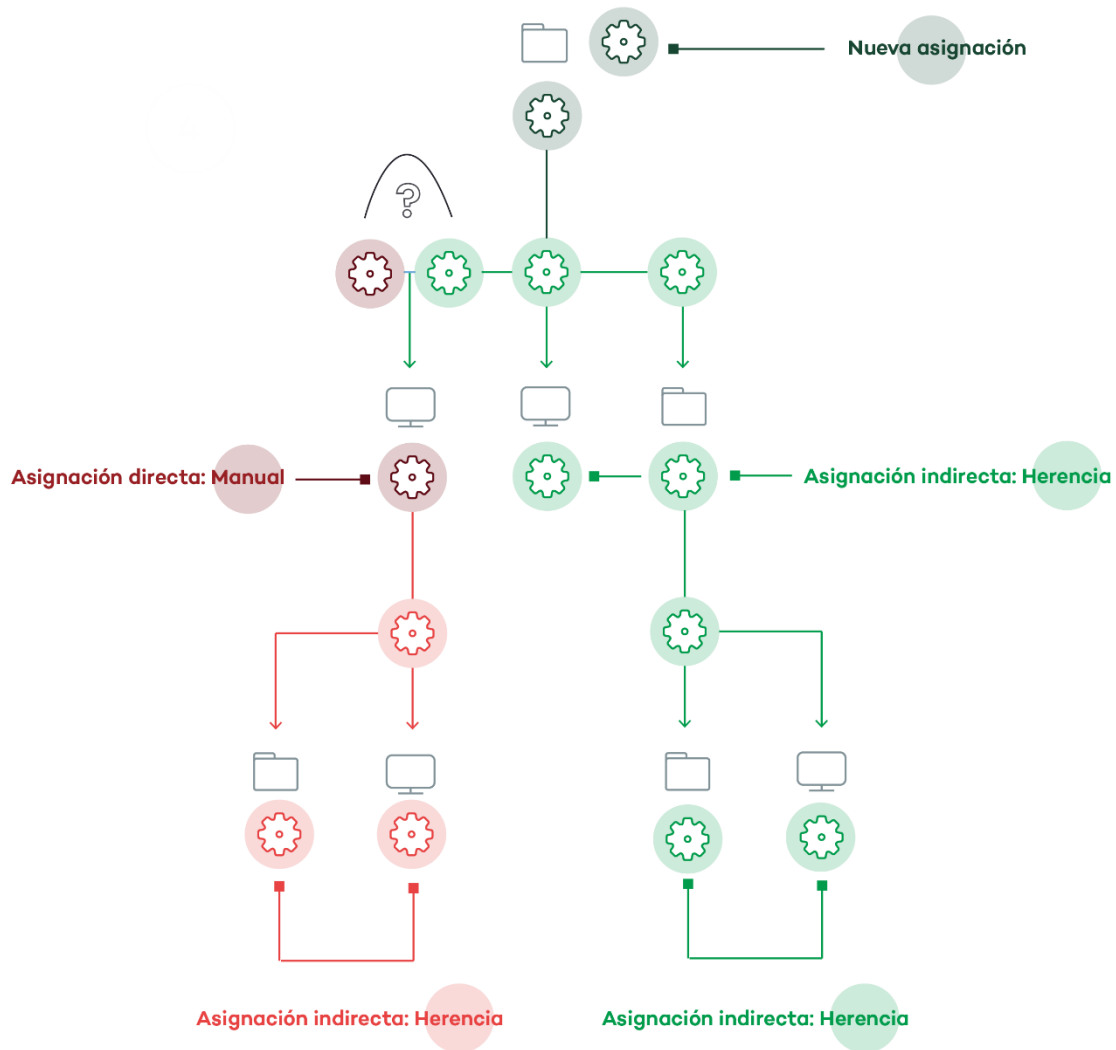 Nueva asignación
?
Asignación directa: Manual
Asignación indirecta: Herencia
Asignación indirecta: Herencia
Asignación indirecta: Herencia